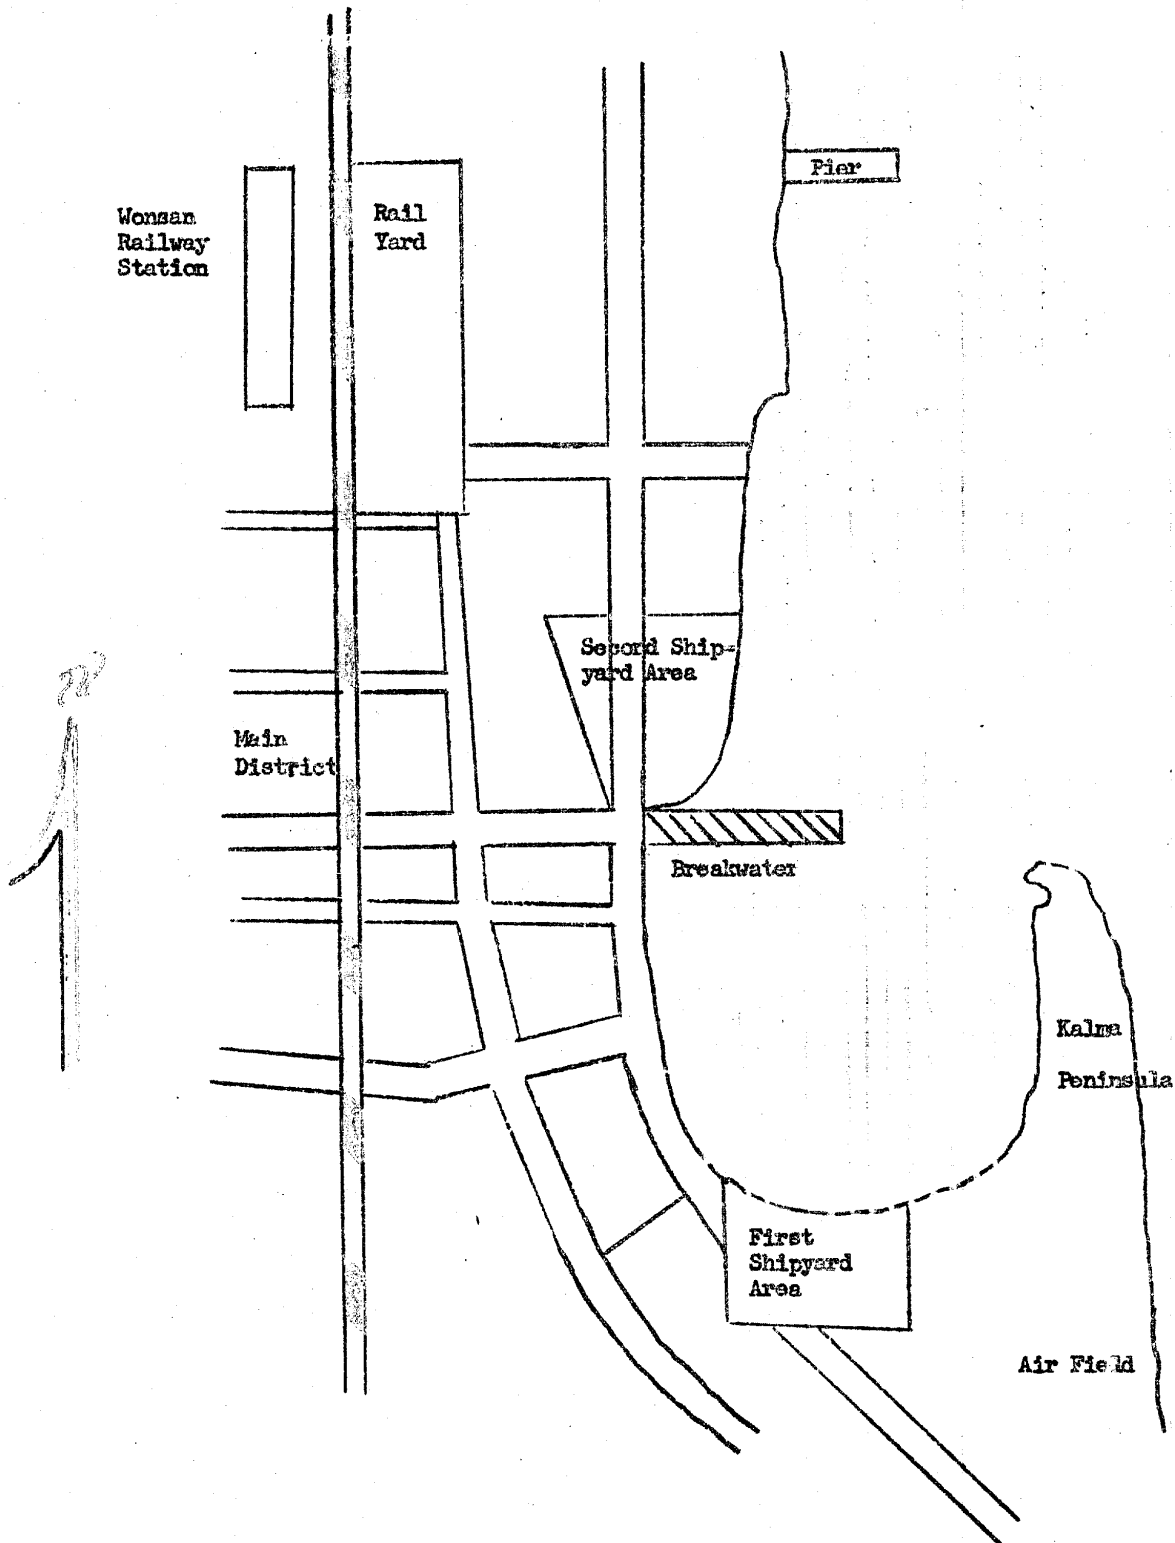 Pier
Wonsan
Railway
Station
Rail
Yard
Second Ship-
yard Area
Main
District
Breakwater
Kalma
Peninsula
First
Shipyard
Area
Air Field